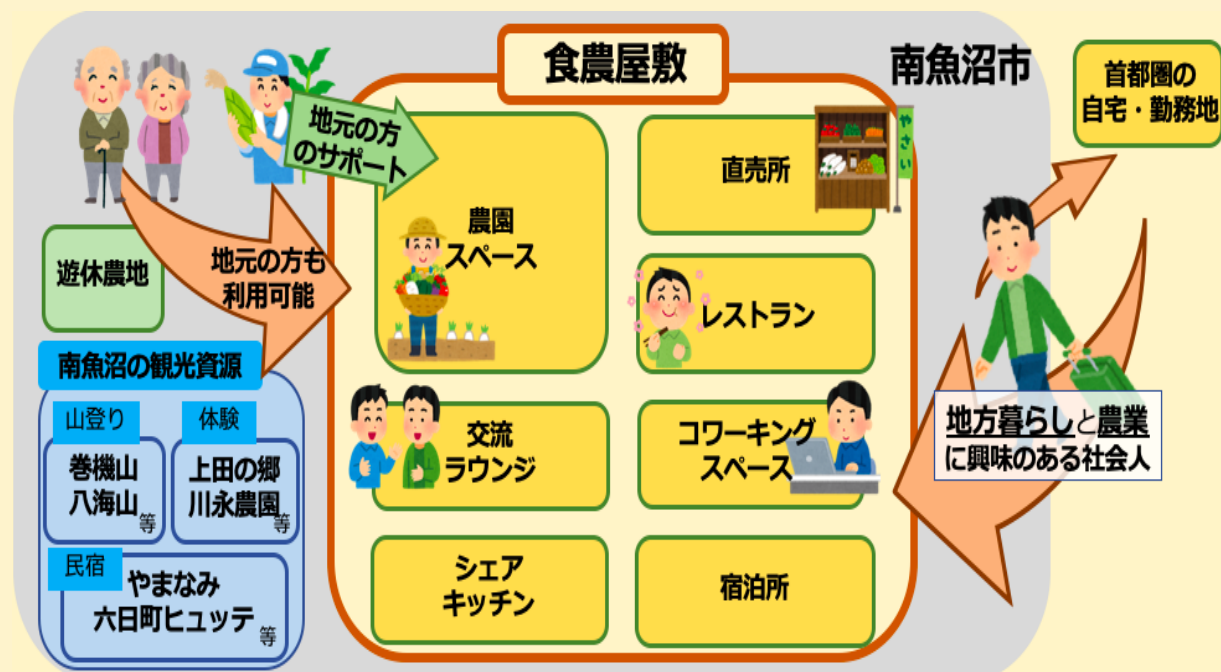 食農屋敷
南魚沼市
首都圏の
自宅・勤務地
地元の方
のサポート
農園
スペース
直売所
やさい
地元の方も
利用可能
遊休農地
レストラン
南魚沼の観光資源
山登り
巻機山
八海山
等
体験
上田の郷
川永農園
等
民宿
やまなみ
六日町ヒュッテ
等
交流
ラウンジ
コワーキング
スペース
シェア
キッチン
宿泊所
地方暮らしと農業
に興味のある社会人